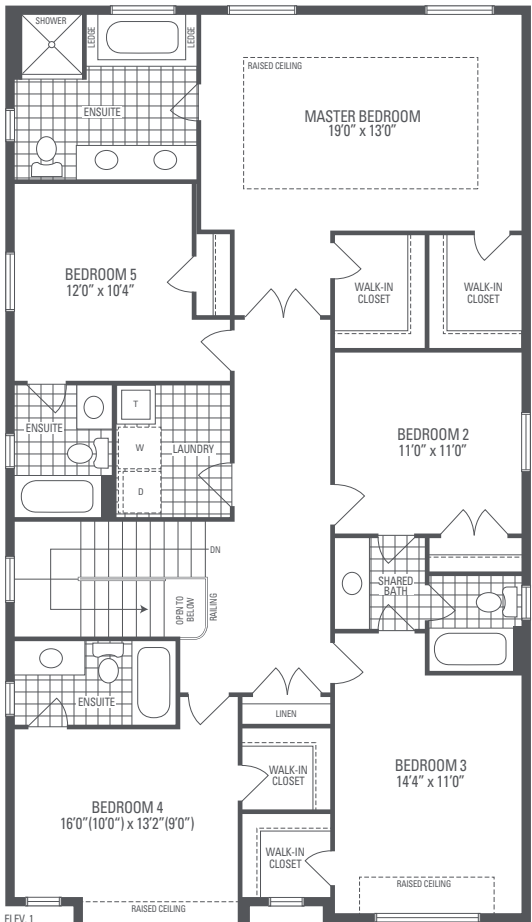 SHOWER
LEDGE
LEDGE
ENSUITE
RAISED CEILING
MASTER BEDROOM
19'0" x 13'0"
BEDROOM 5
12'0" x 10'4"
WALK-IN
CLOSET
WALK-IN
CLOSET
ENSUITE
T
W
D
LAUNDRY
BEDROOM 2
11'0" x 11'0"
DN
OPEN TO
BELOW
RAILING
SHARED
BATH
ENSUITE
LINEN
WALK-IN
CLOSET
BEDROOM 3
14'4" x 11'0"
BEDROOM 4
16'0"(10'0") x 13'2"(9'0")
WALK-IN
CLOSET
RAISED CEILING
RAISED CEILING
ELEV. 1